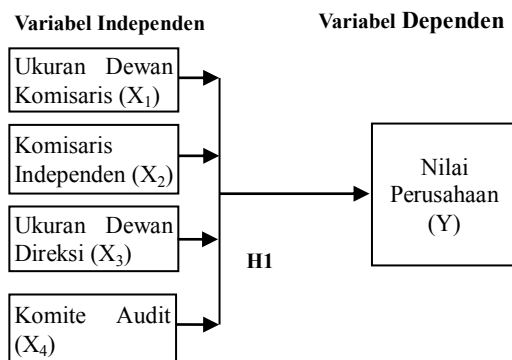 Variabel Independen
Variabel Dependen
Ukuran Dewan
Komisaris (X₁)
Komisaris
Independen (X₂)
Ukuran Dewan
Direksi (X₃)
Komite Audit
(X₄)
H1
Nilai
Perusahaan
(Y)